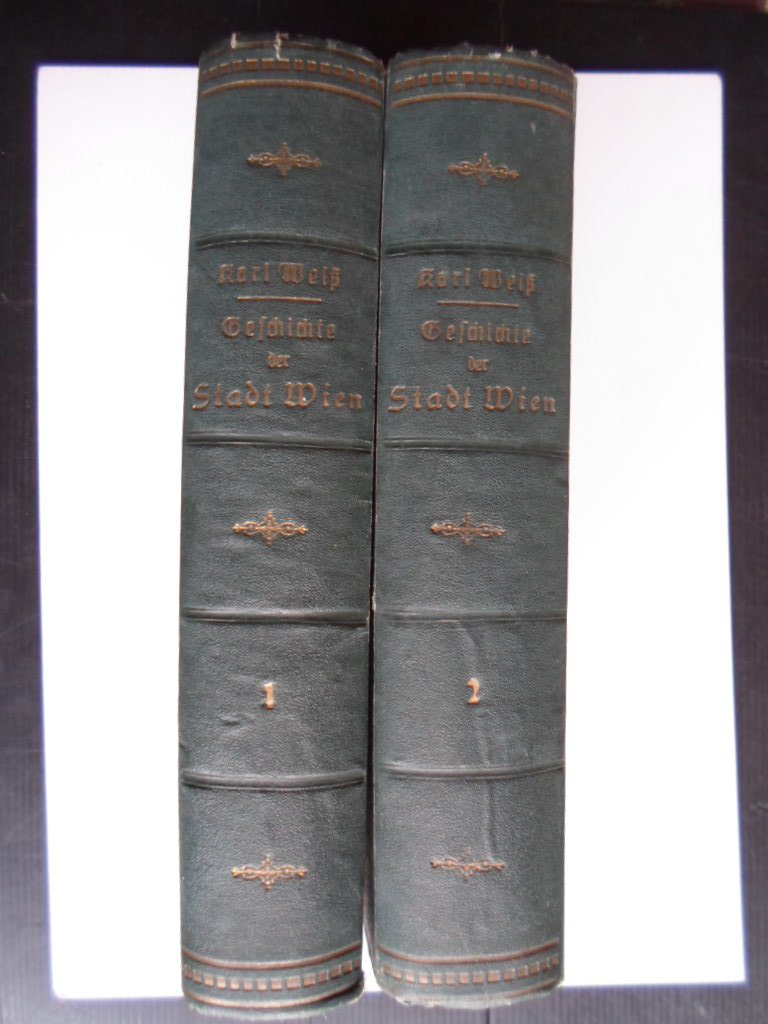 Karl Weiß
Geschichte
der
Stadt Wien
1
Karl Weiß
Geschichte
der
Stadt Wien
2